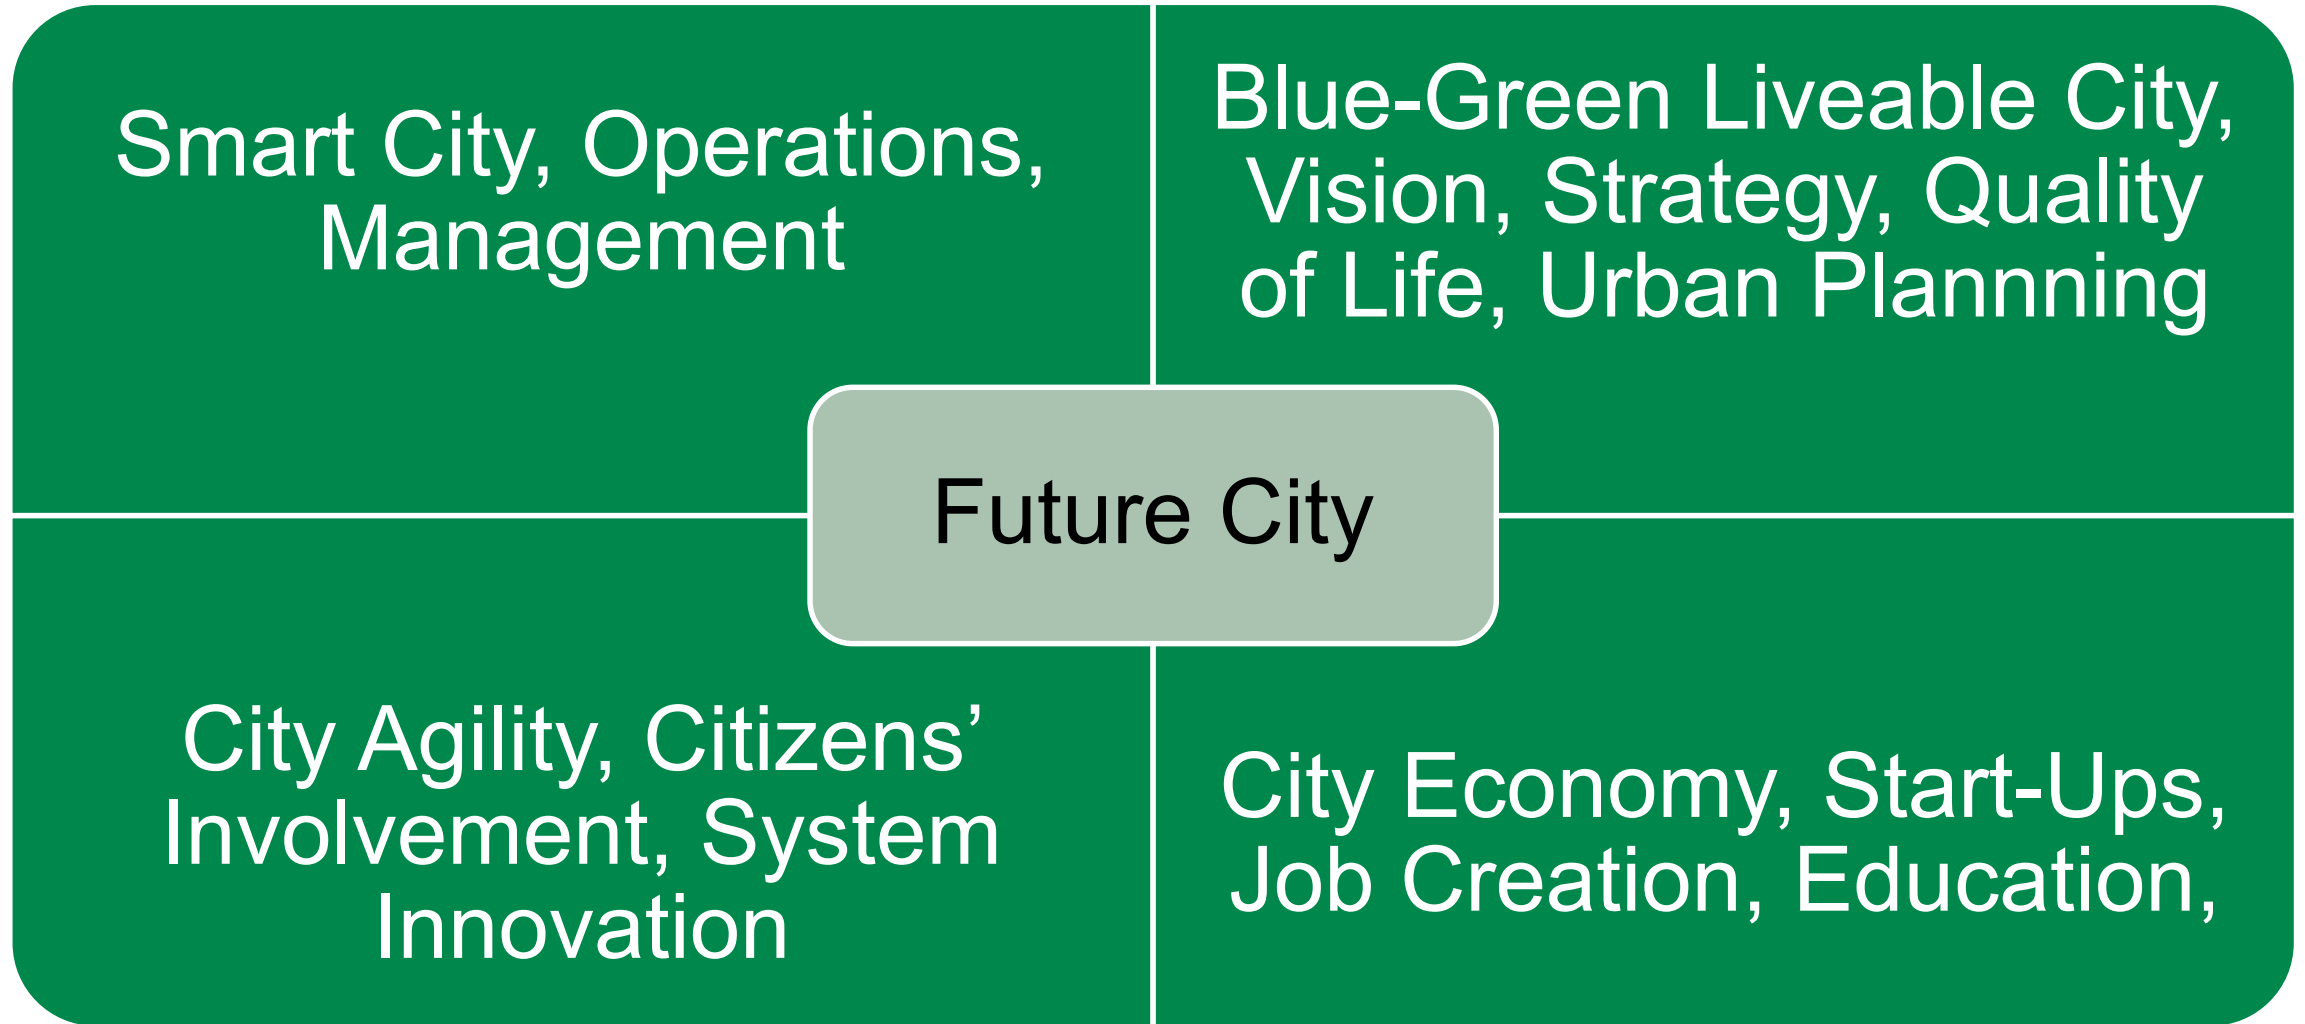 Smart City, Operations,
Management
Blue-Green Liveable City,
Vision, Strategy, Quality
of Life, Urban Plannning
Future City
City Agility, Citizens’
Involvement, System
Innovation
City Economy, Start-Ups,
Job Creation, Education,